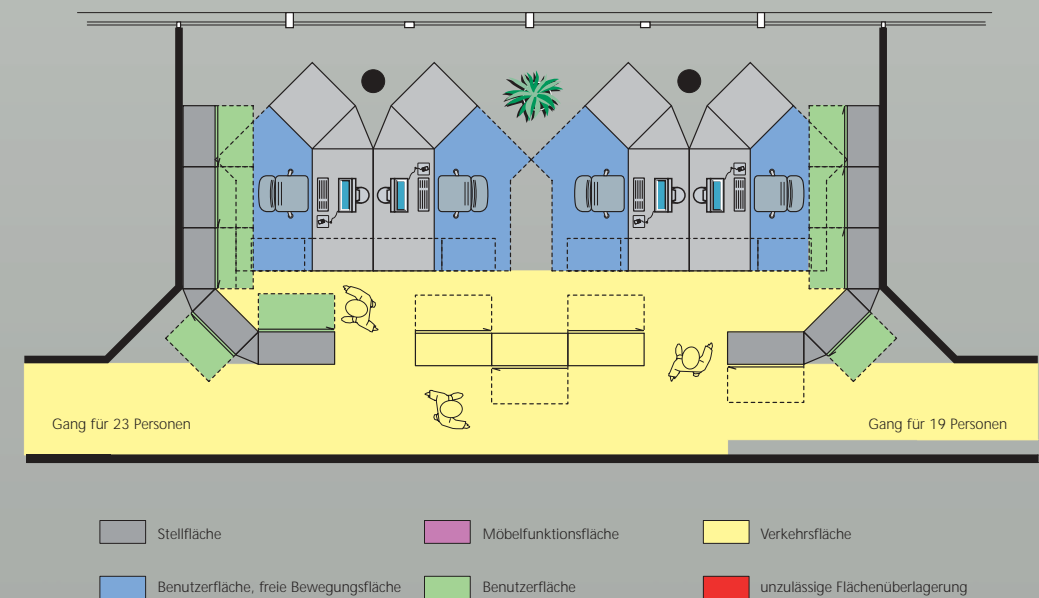 Gang für 23 Personen
Gang für 19 Personen
Stellfläche
Möbelfunktionsfläche
Verkehrsfläche
Benutzerfläche, freie Bewegungsfläche
Benutzerfläche
unzulässige Flächenüberlagerung